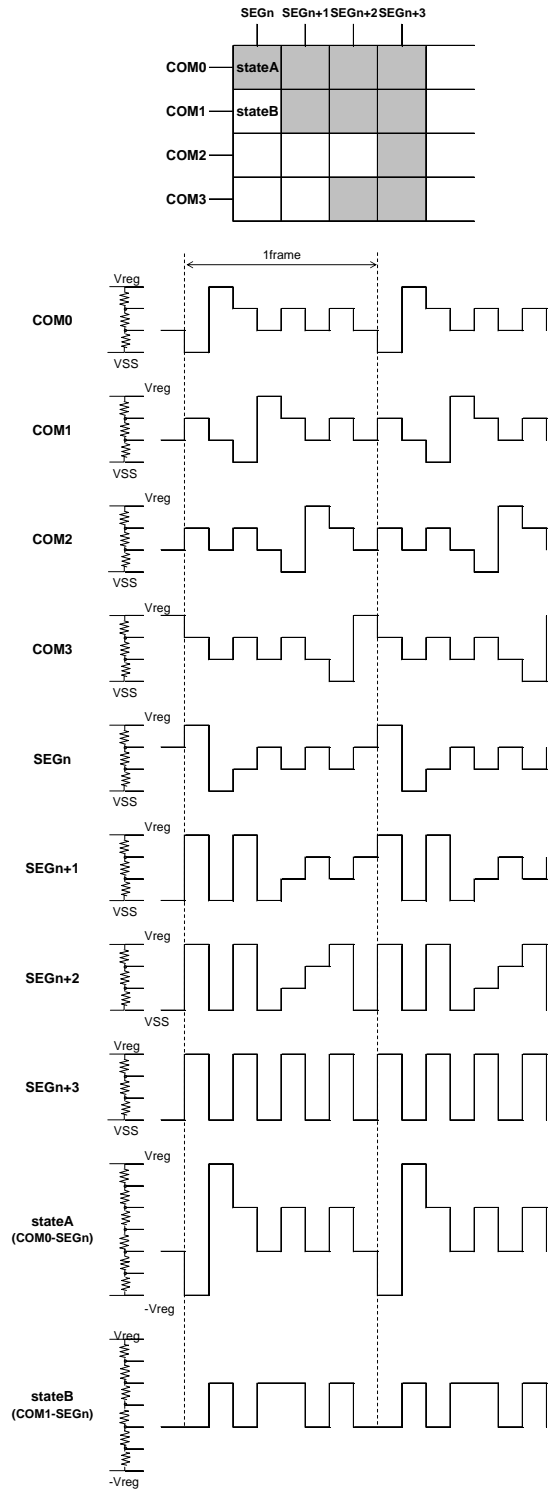 SEGn SEGn+1 SEGn+2 SEGn+3
COM0 stateA
COM1 stateB
COM2
COM3
1frame
Vreg
COM0
VSS
Vreg
COM1
VSS
Vreg
COM2
VSS
Vreg
COM3
VSS
Vreg
SEGn
VSS
Vreg
SEGn+1
VSS
Vreg
SEGn+2
VSS
Vreg
SEGn+3
VSS
Vreg
stateA
(COM0-SEGn)
-Vreg
Vreg
stateB
(COM1-SEGn)
-Vreg